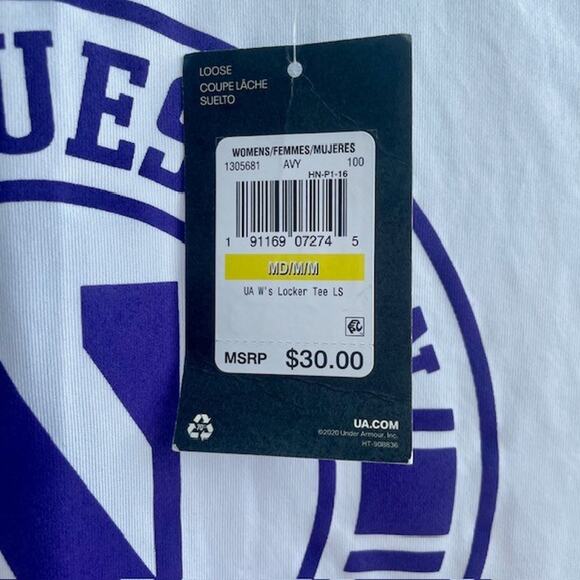 UES
N
LOOSE
COUPE LÂCHE
SUELTO
WOMENS/FEMMES/MUJERES
1305681 AVY 100
HN-P1-16
1 91169 07274 5
MD/M/M
UA W's Locker Tee LS
MSRP $30.00
UA.COM
©2020 Under Armour, Inc.
HT-908836